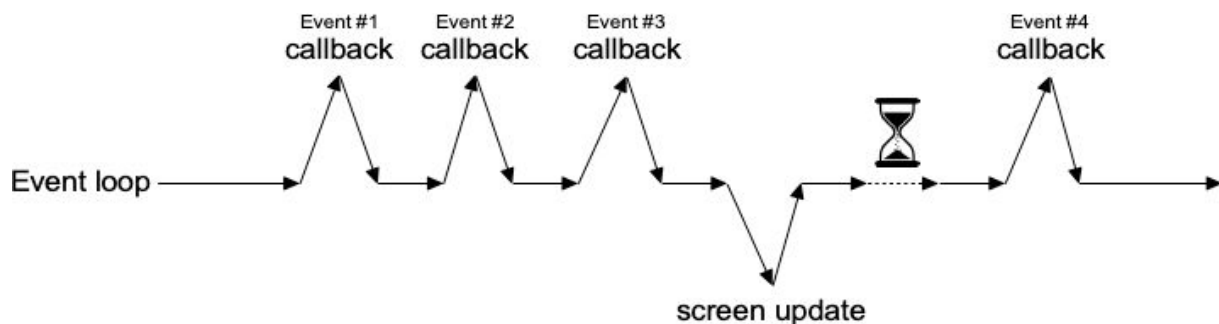 Event #1
callback
Event #2
callback
Event #3
callback
Event #4
callback
Event loop
screen update